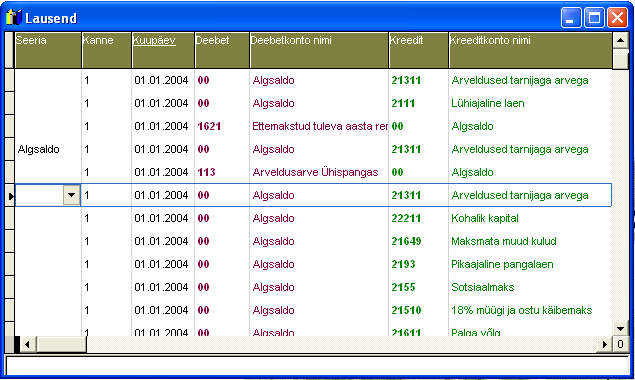 Lausend
Seeria Kanne Kuupäev Deebet Deebetkonto nimi Kreedit Kreeditkonto nimi
1 01.01.2004 00 Algsaldo 21311 Arveldused tarnijaga arvega
1 01.01.2004 00 Algsaldo 2111 Lühiajaline laen
1 01.01.2004 1621 Ettemakstud tuleva aasta 00 Algsaldo
Algsaldo 1 01.01.2004 00 Algsaldo 21311 Arveldused tarnijaga arvega
1 01.01.2004 113 Arveldusarve Ühispangas 00 Algsaldo
1 01.01.2004 00 Algsaldo 21311 Arveldused tarnijaga arvega
1 01.01.2004 00 Algsaldo 22211 Kohalik kapital
1 01.01.2004 00 Algsaldo 21649 Maksmata muud kulud
1 01.01.2004 00 Algsaldo 2193 Pikaajaline pangalaen
1 01.01.2004 00 Algsaldo 2155 Sotsiaalmaks
1 01.01.2004 00 Algsaldo 21510 18% müügi ja ostu käibemaks
1 01.01.2004 00 Algsaldo 21611 Palga võlg
0